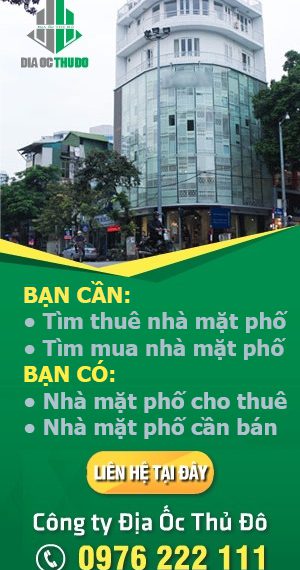 ĐỊA ỐC THỦ ĐÔ
BẠN CẦN:
● Tìm thuê nhà mặt phố
● Tìm mua nhà mặt phố
BẠN CÓ:
● Nhà mặt phố cho thuê
● Nhà mặt phố cần bán
LIÊN HỆ TẠI ĐÂY
Công ty Địa Ốc Thủ Đô
0976 222 111